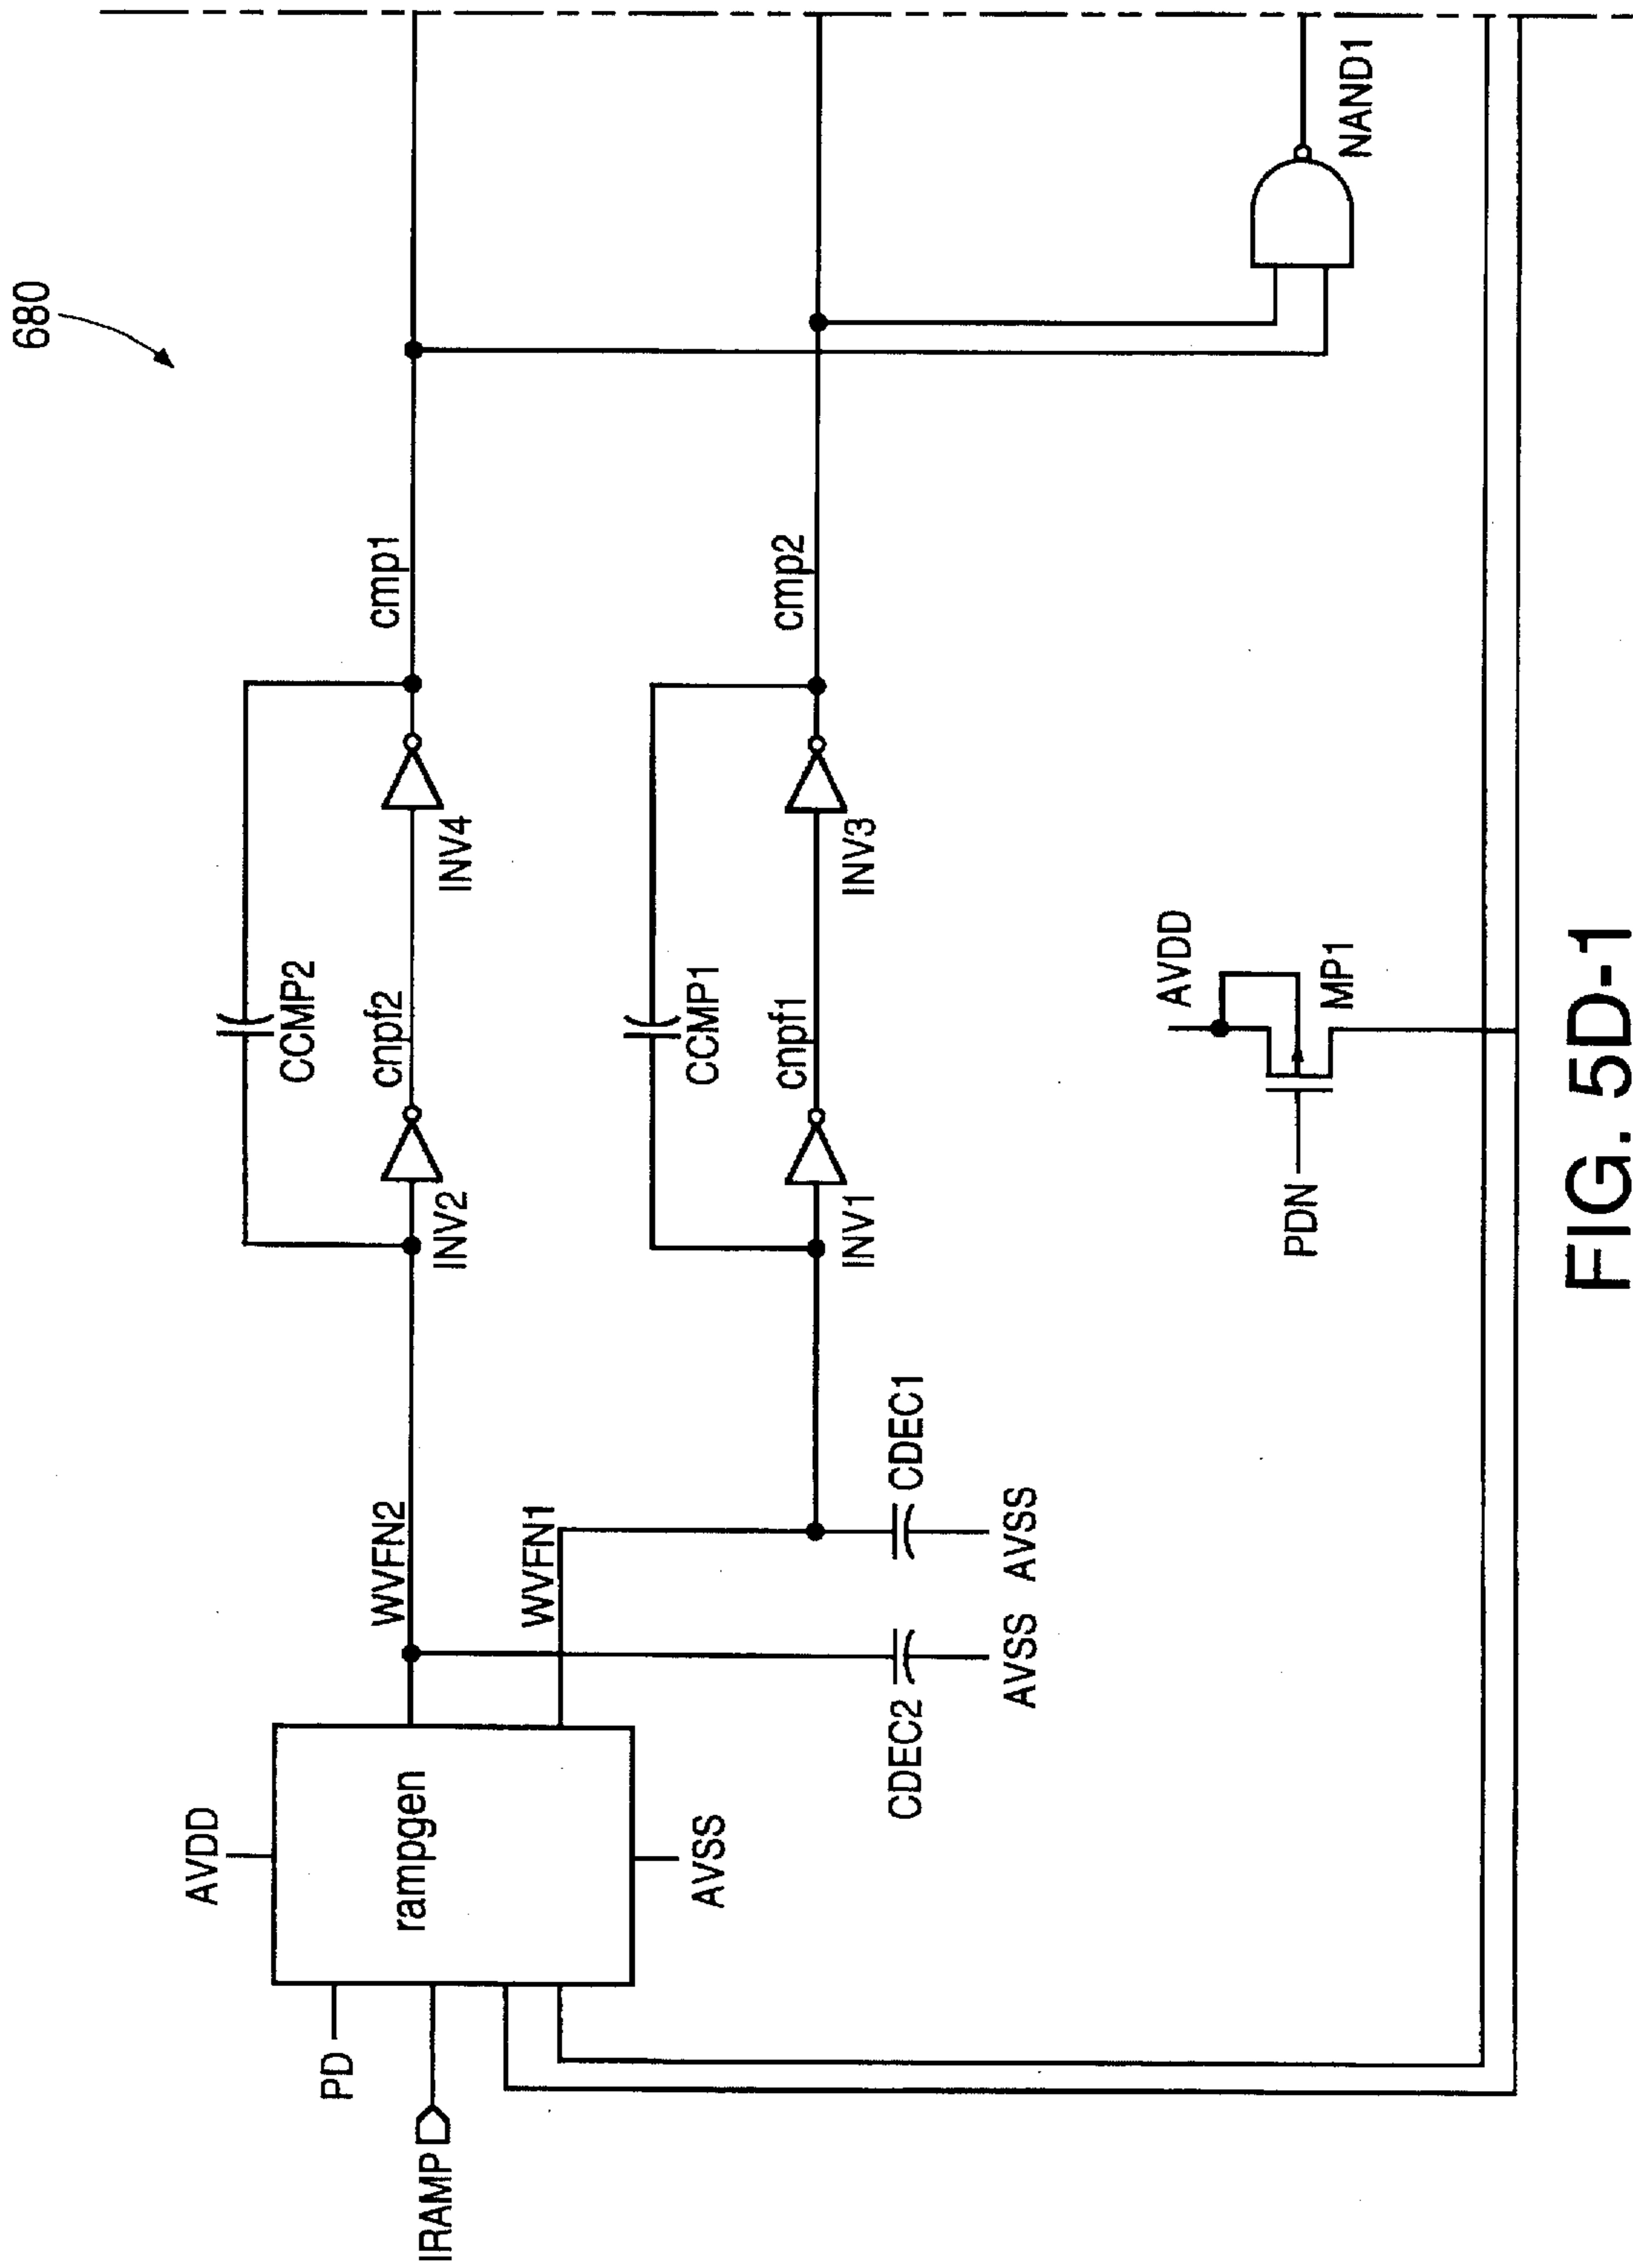 680
AVDD
PD
IRAMP
rampgen
AVSS
WVFN2
WVFN1
CDEC2
AVSS
CDEC1
AVSS
CCMP2
INV2
cnpf2
INV4
cmp1
CCMP1
INV1
cnpf1
INV3
cmp2
NAND1
AVDD
PDN
MP1
FIG. 5D-1